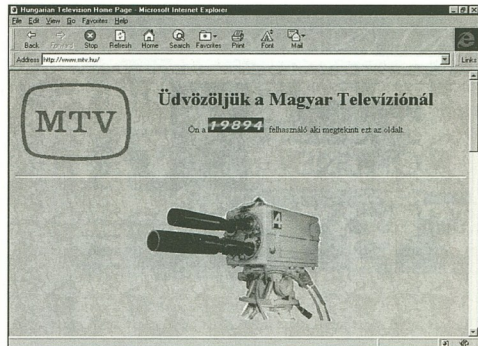 Hungarian Television Home Page - Microsoft Internet Explorer
File Edit View Go Favorites Help
Back Forward Stop Refresh Home Search Favorites Print Font Mail
Address http://www.mtv.hu/ Links
MTV
Üdvözöljük a Magyar Televíziónál
Ön a 19894 felhasználó aki megtekinti ezt az oldalt.
A